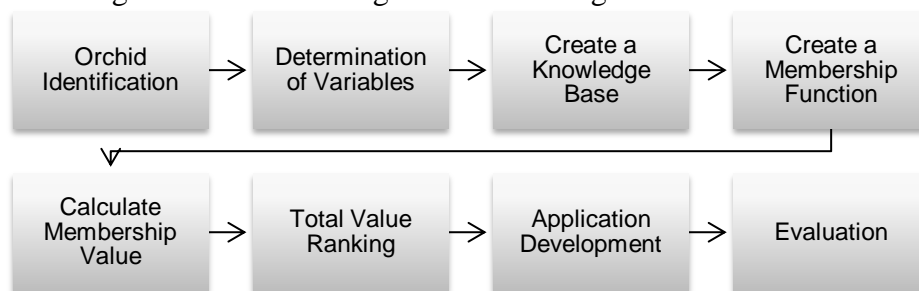 Orchid
Identification
Determination
of Variables
Create a
Knowledge
Base
Create a
Membership
Function
Calculate
Membership
Value
Total Value
Ranking
Application
Development
Evaluation